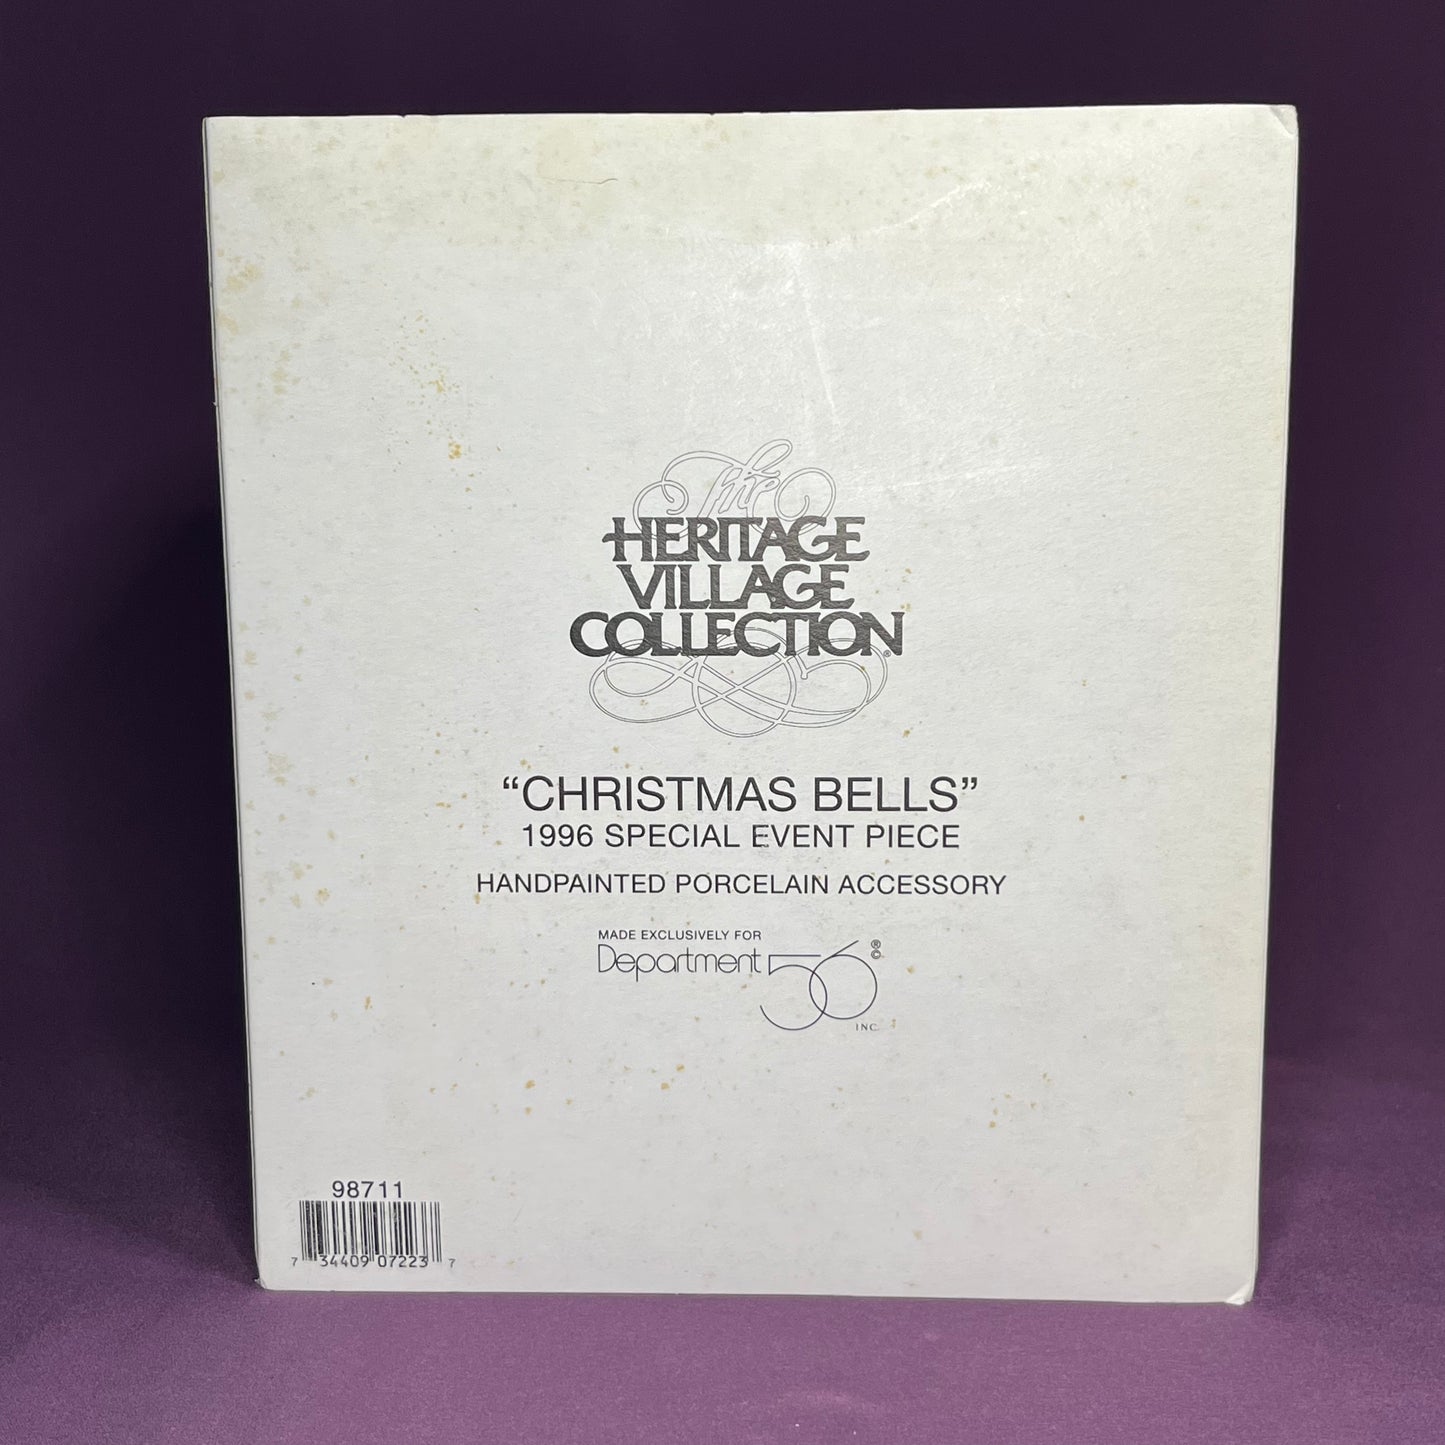 The
HERITAGE
VILLAGE
COLLECTION®
“CHRISTMAS BELLS”
1996 SPECIAL EVENT PIECE
HANDPAINTED PORCELAIN ACCESSORY
MADE EXCLUSIVELY FOR
Department 56 ® ©
INC.
98711
7 34409 07223 7